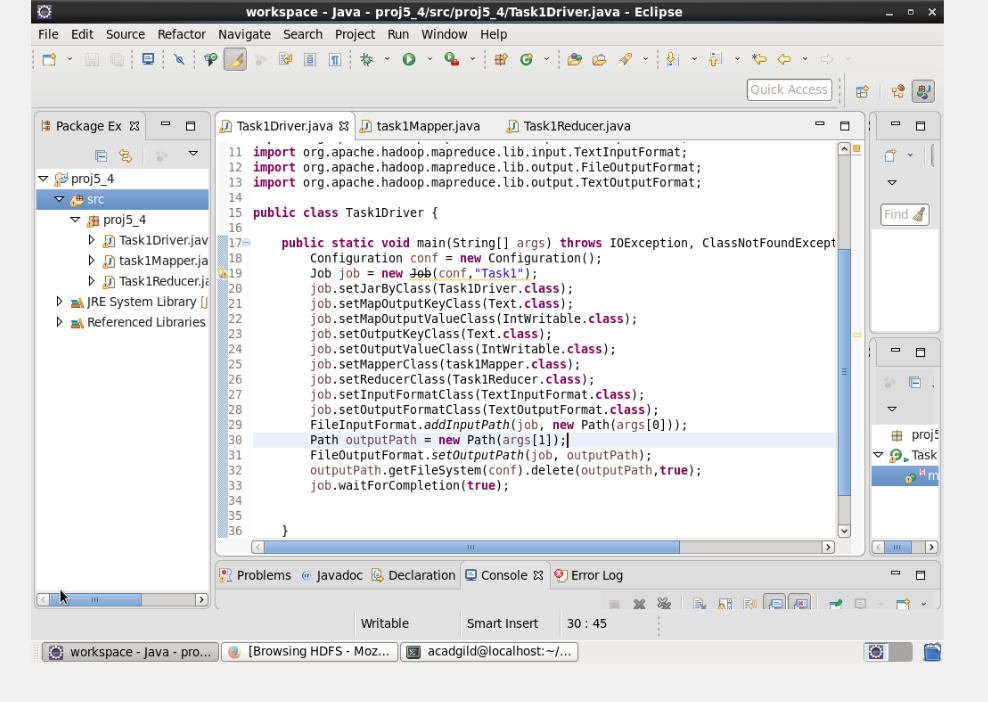 workspace - Java - proj5_4/src/proj5_4/Task1Driver.java - Eclipse
File Edit Source Refactor Navigate Search Project Run Window Help
Quick Access
Package Ex
Task1Driver.java
task1Mapper.java
Task1Reducer.java
proj5_4
src
proj5_4
Task1Driver.jav
task1Mapper.ja
Task1Reducer.ja
JRE System Library [J
Referenced Libraries
11 import org.apache.hadoop.mapreduce.lib.input.TextInputFormat;
12 import org.apache.hadoop.mapreduce.lib.output.FileOutputFormat;
13 import org.apache.hadoop.mapreduce.lib.output.TextOutputFormat;
14
15 public class Task1Driver {
16
17 public static void main(String[] args) throws IOException, ClassNotFoundExcept
18 Configuration conf = new Configuration();
19 Job job = new Job(conf,"Task1");
20 job.setJarByClass(Task1Driver.class);
21 job.setMapOutputKeyClass(Text.class);
22 job.setMapOutputValueClass(IntWritable.class);
23 job.setOutputKeyClass(Text.class);
24 job.setOutputValueClass(IntWritable.class);
25 job.setMapperClass(task1Mapper.class);
26 job.setReducerClass(Task1Reducer.class);
27 job.setInputFormatClass(TextInputFormat.class);
28 job.setOutputFormatClass(TextOutputFormat.class);
29 FileInputFormat.addInputPath(job, new Path(args[0]));
30 Path outputPath = new Path(args[1]);
31 FileOutputFormat.setOutputPath(job, outputPath);
32 outputPath.getFileSystem(conf).delete(outputPath,true);
33 job.waitForCompletion(true);
34
35
36 }
Find
proj5
Task
m
Problems @ Javadoc Declaration Console Error Log
Writable Smart Insert 30 : 45
workspace - Java - pro... [Browsing HDFS - Moz... acadgild@localhost:~/...